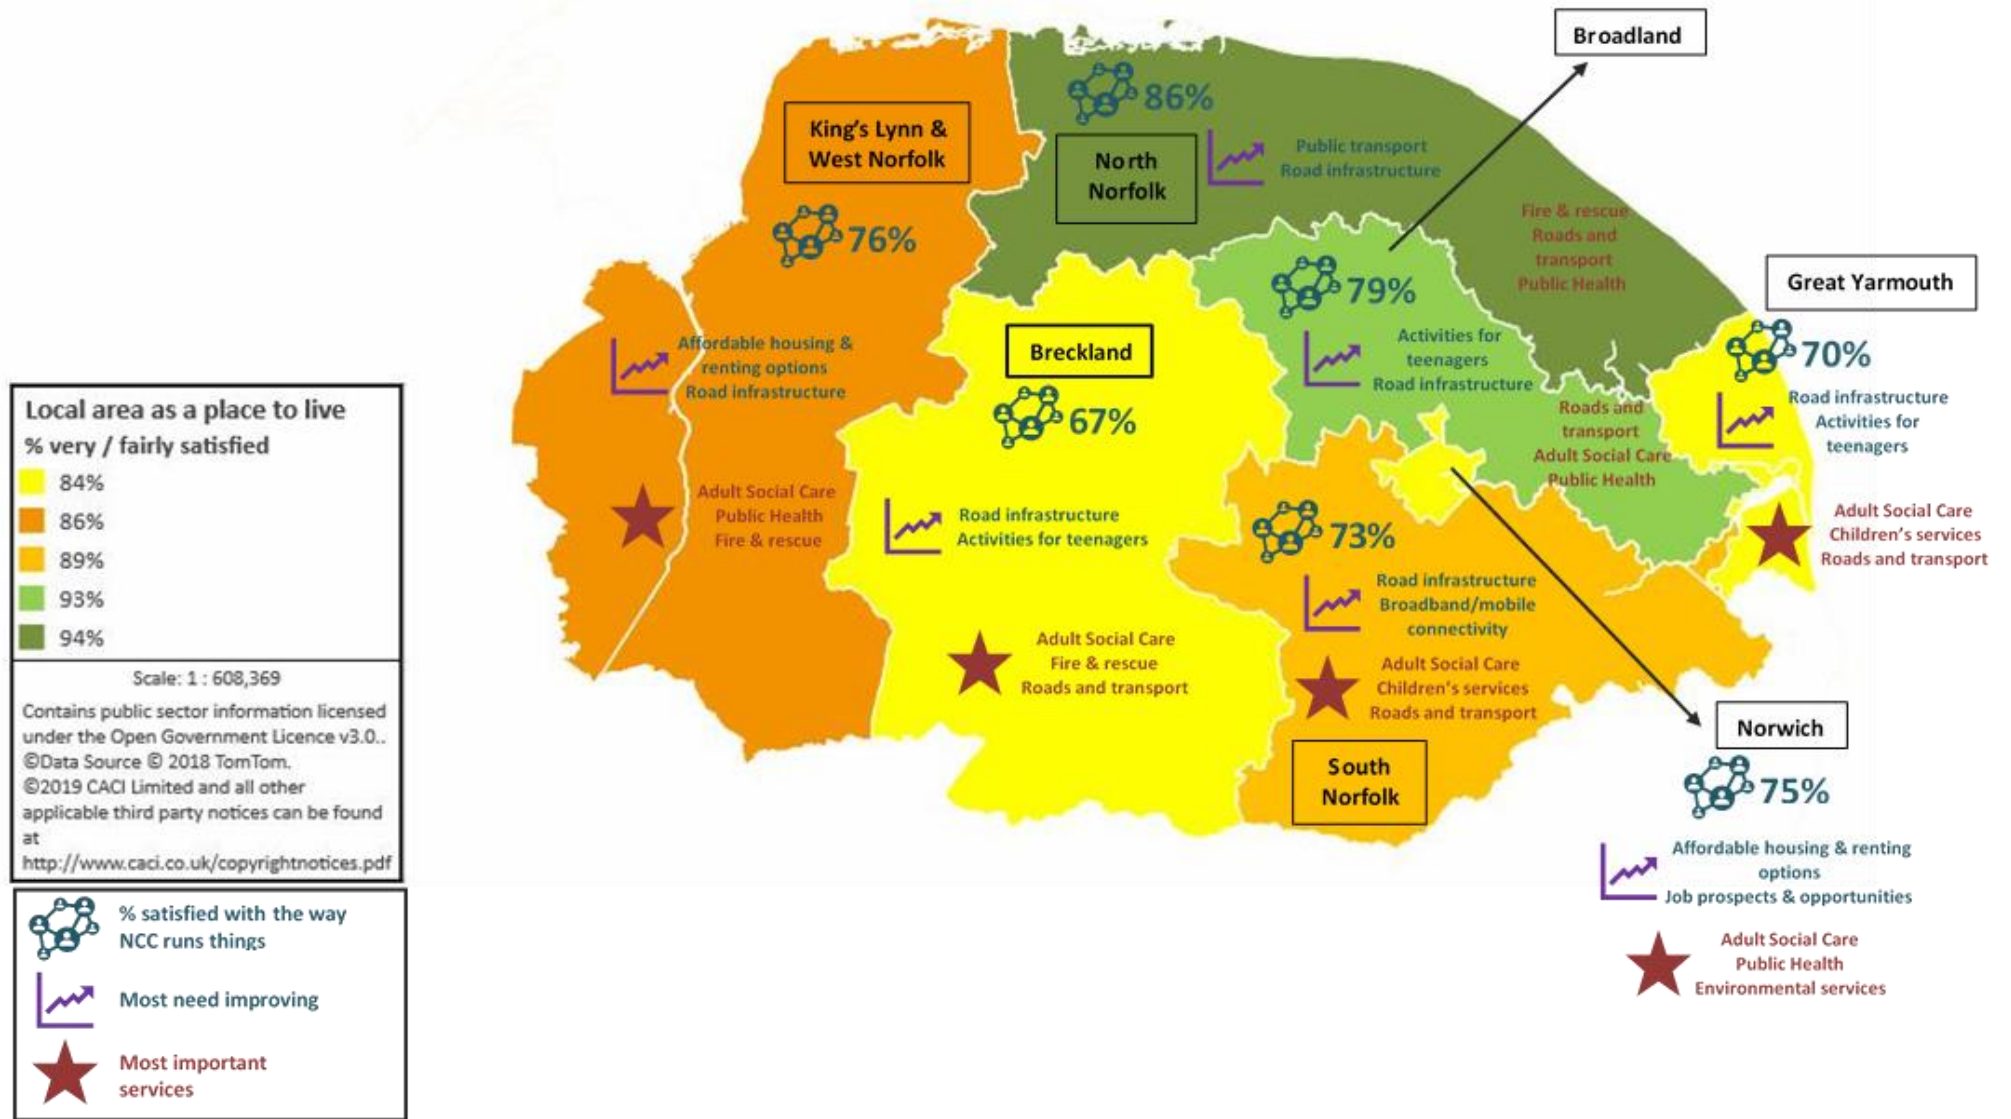 Broadland
86%
King's Lynn &
West Norfolk
North
Norfolk
Public transport
Road infrastructure
76%
Fire & rescue
Roads and
transport
Public Health
79%
Great Yarmouth
Breckland
Affordable housing &
renting options
Road infrastructure
Activities for
teenagers
Road infrastructure
70%
67%
Road infrastructure
Activities for
teenagers
Roads and
transport
Adult Social Care
Public Health
Adult Social Care
Public Health
Fire & rescue
Road infrastructure
Activities for teenagers
73%
Adult Social Care
Children's services
Roads and transport
Road infrastructure
Broadband/mobile
connectivity
Adult Social Care
Fire & rescue
Roads and transport
Adult Social Care
Children's services
Roads and transport
South
Norfolk
Norwich
75%
Affordable housing & renting
options
Job prospects & opportunities
Adult Social Care
Public Health
Environmental services
Local area as a place to live
% very / fairly satisfied
84%
86%
89%
93%
94%
Scale: 1 : 608,369
Contains public sector information licensed
under the Open Government Licence v3.0..
©Data Source © 2018 TomTom.
©2019 CACI Limited and all other
applicable third party notices can be found
at
http://www.caci.co.uk/copyrightnotices.pdf
% satisfied with the way
NCC runs things
Most need improving
Most important
services